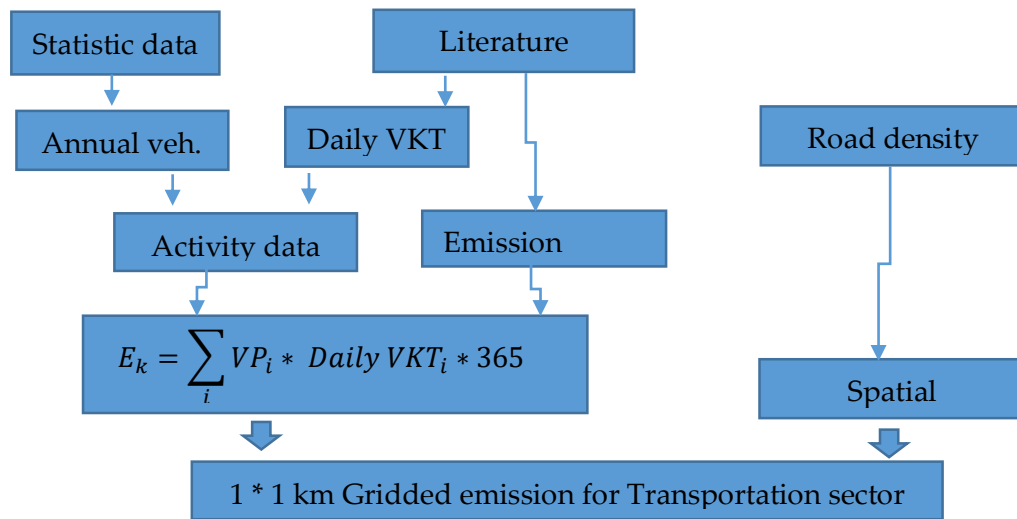 Statistic data
Literature
Annual veh.
Daily VKT
Road density
Activity data
Emission
E_k = ∑_i VP_i * Daily VKT_i * 365
Spatial
1 * 1 km Gridded emission for Transportation sector